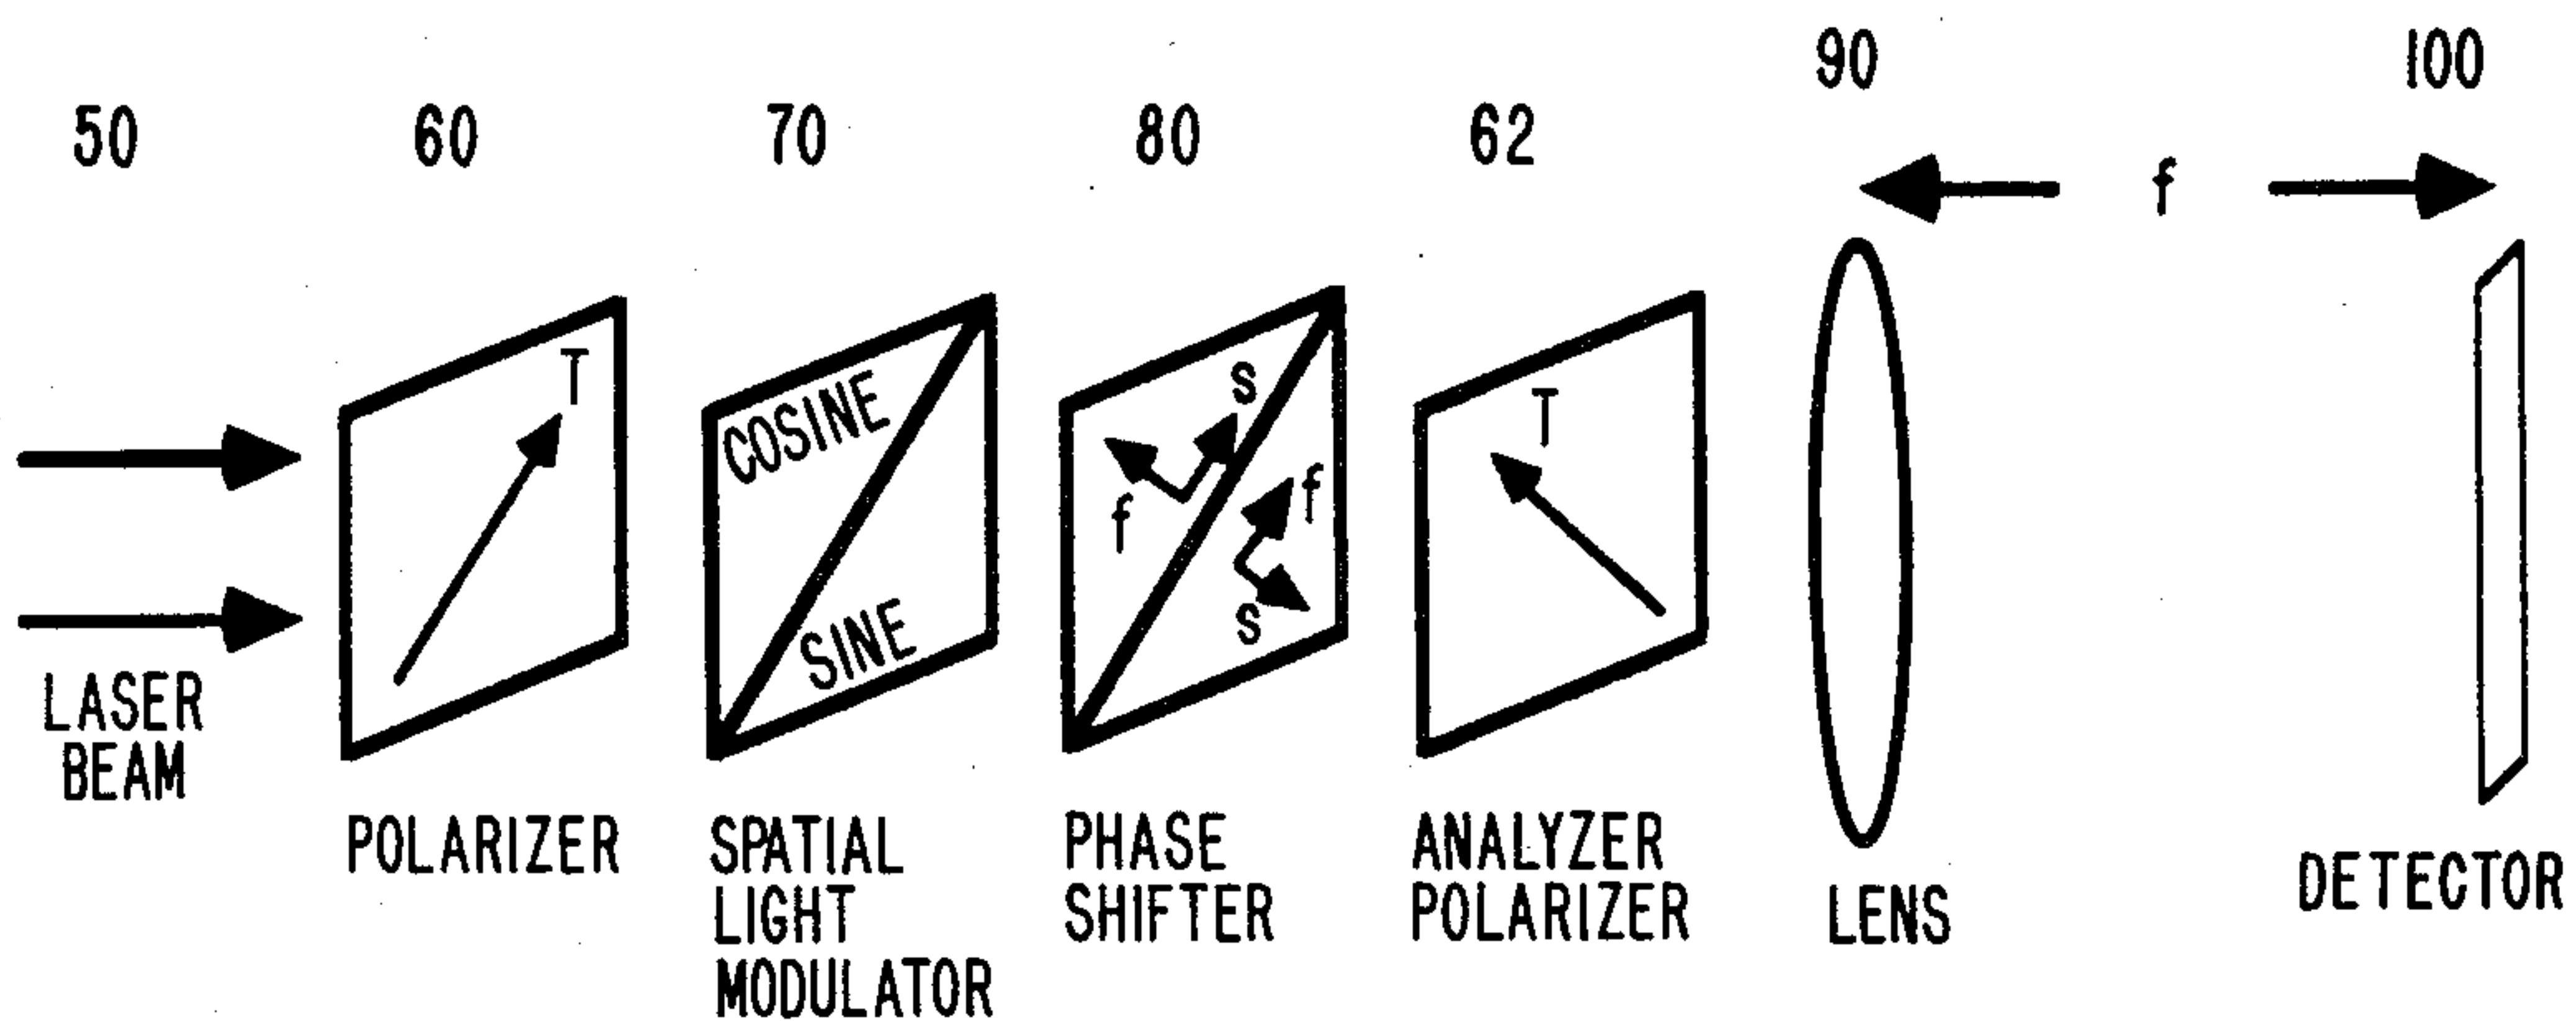 50
60
70
80
62
90
100
f
T
COSINE
SINE
s
f
f
s
T
LASER
BEAM
POLARIZER
SPATIAL
LIGHT
MODULATOR
PHASE
SHIFTER
ANALYZER
POLARIZER
LENS
DETECTOR